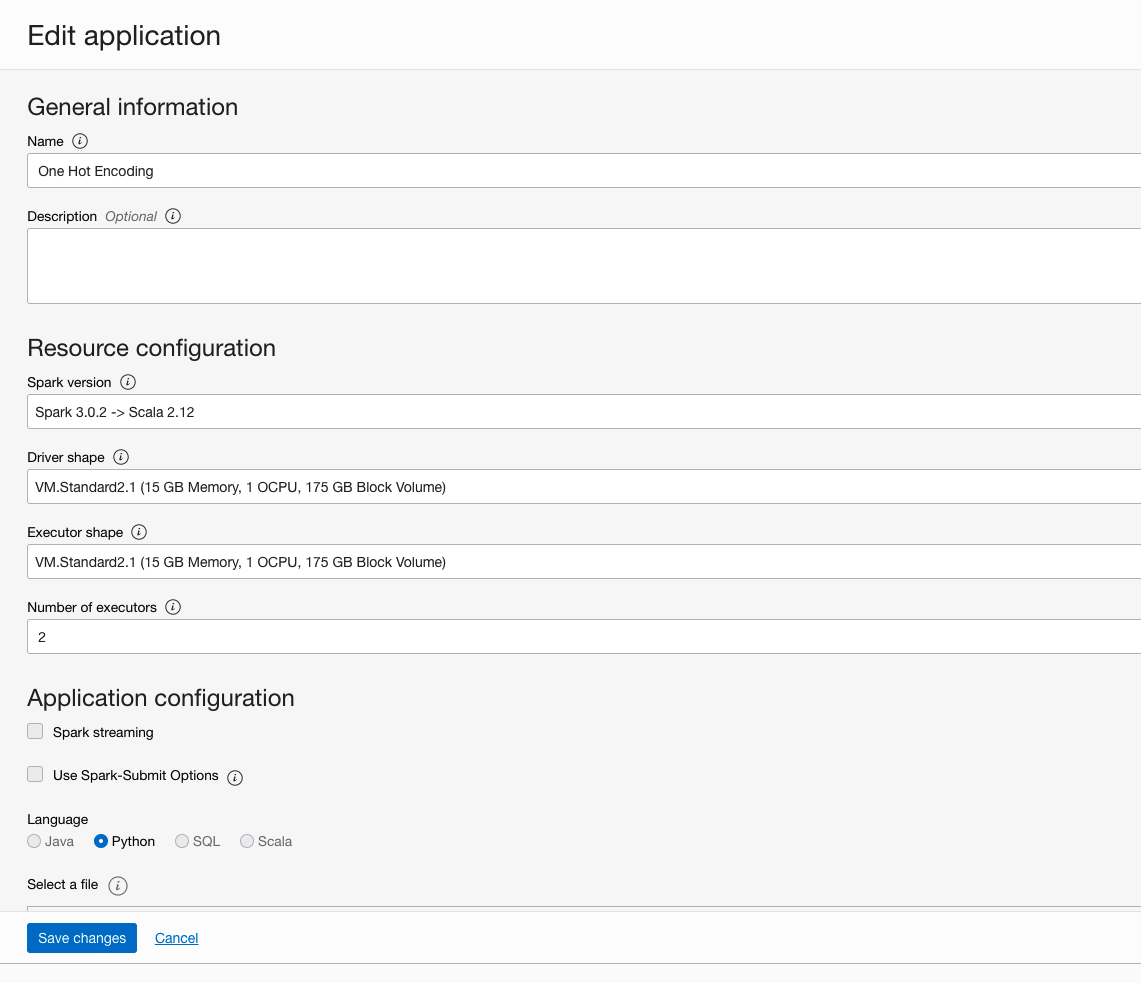 Edit application
General information
Name
One Hot Encoding
Description Optional
Resource configuration
Spark version
Spark 3.0.2 -> Scala 2.12
Driver shape
VM.Standard2.1 (15 GB Memory, 1 OCPU, 175 GB Block Volume)
Executor shape
VM.Standard2.1 (15 GB Memory, 1 OCPU, 175 GB Block Volume)
Number of executors
2
Application configuration
Spark streaming
Use Spark-Submit Options
Language
Java Python SQL Scala
Select a file
Save changes Cancel